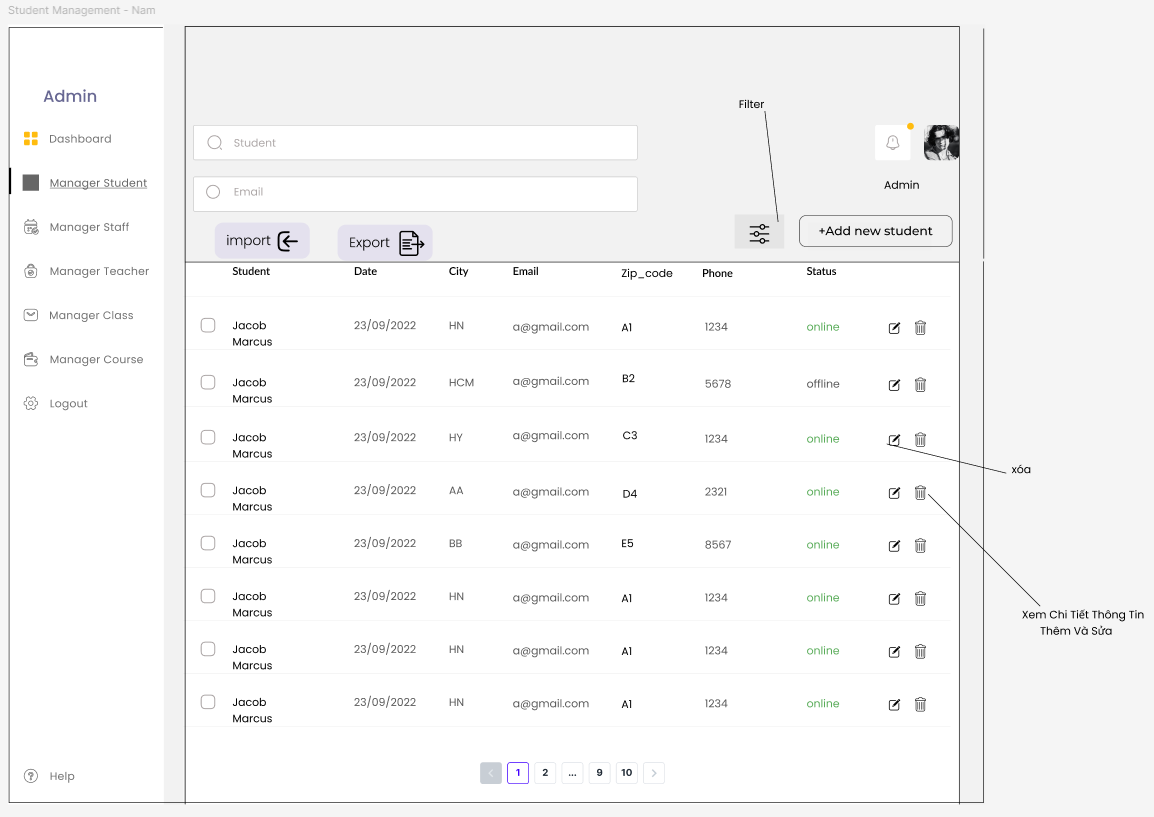 Student Management - Nam
Admin
Dashboard
Manager Student
Manager Staff
Manager Teacher
Manager Class
Manager Course
Logout
Help
Filter
Student
Email
Admin
import
Export
+Add new student
Student Date City Email Zip_code Phone Status
Jacob 23/09/2022 HN a@gmail.com A1 1234 online
Marcus
Jacob 23/09/2022 HCM a@gmail.com B2 5678 offline
Marcus
Jacob 23/09/2022 HY a@gmail.com C3 1234 online
Marcus
xóa
Jacob 23/09/2022 AA a@gmail.com D4 2321 online
Marcus
Jacob 23/09/2022 BB a@gmail.com E5 8567 online
Marcus
Jacob 23/09/2022 HN a@gmail.com A1 1234 online
Marcus
Xem Chi Tiết Thông Tin
Thêm Và Sửa
Jacob 23/09/2022 HN a@gmail.com A1 1234 online
Marcus
Jacob 23/09/2022 HN a@gmail.com A1 1234 online
Marcus
< 1 2 ... 9 10 >